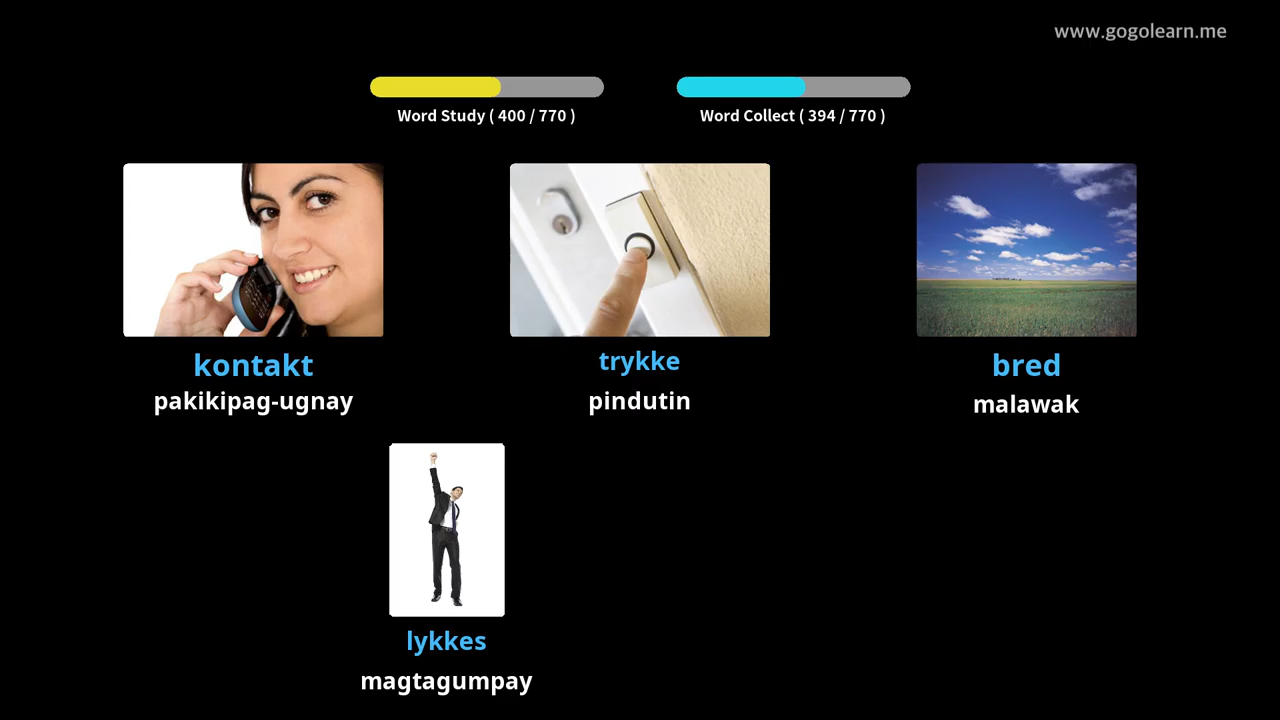 www.gogolearn.me
Word Study ( 400 / 770 )
Word Collect ( 394 / 770 )
kontakt
pakikipag-ugnay
trykke
pindutin
bred
malawak
lykkes
magtagumpay